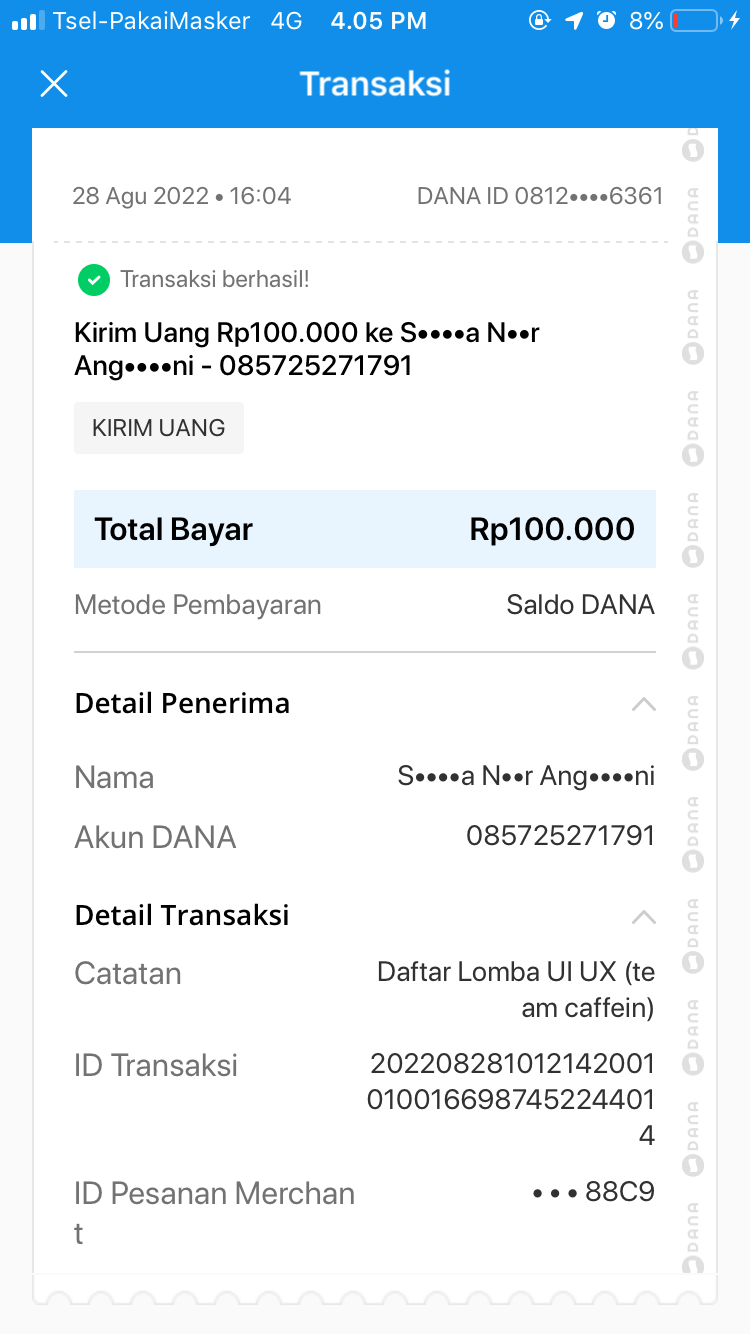 Tsel-PakaiMasker 4G 4.05 PM 8%
Transaksi
28 Agu 2022 • 16:04 DANA ID 0812••••6361
Transaksi berhasil!
Kirim Uang Rp100.000 ke S••••a N••r
Ang••••ni - 085725271791
KIRIM UANG
Total Bayar Rp100.000
Metode Pembayaran Saldo DANA
Detail Penerima
Nama S••••a N••r Ang••••ni
Akun DANA 085725271791
Detail Transaksi
Catatan Daftar Lomba UI UX (te
am caffein)
ID Transaksi 202208281012142001
010016698745224401
4
ID Pesanan Merchan •••88C9
t
DANA
DANA
DANA
DANA
DANA
DANA
DANA
DANA
DANA
DANA
DANA